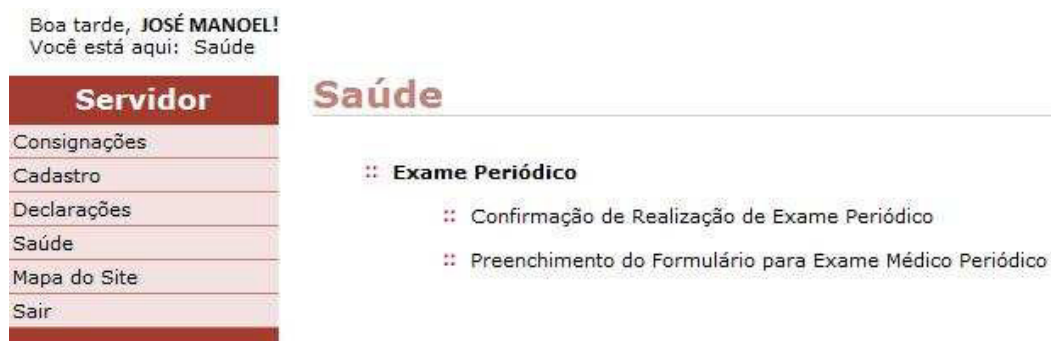 Boa tarde, JOSÉ MANOEL!
Você está aqui: Saúde
Servidor
Consignações
Cadastro
Declarações
Saúde
Mapa do Site
Sair
Saúde
:: Exame Periódico
:: Confirmação de Realização de Exame Periódico
:: Preenchimento do Formulário para Exame Médico Periódico